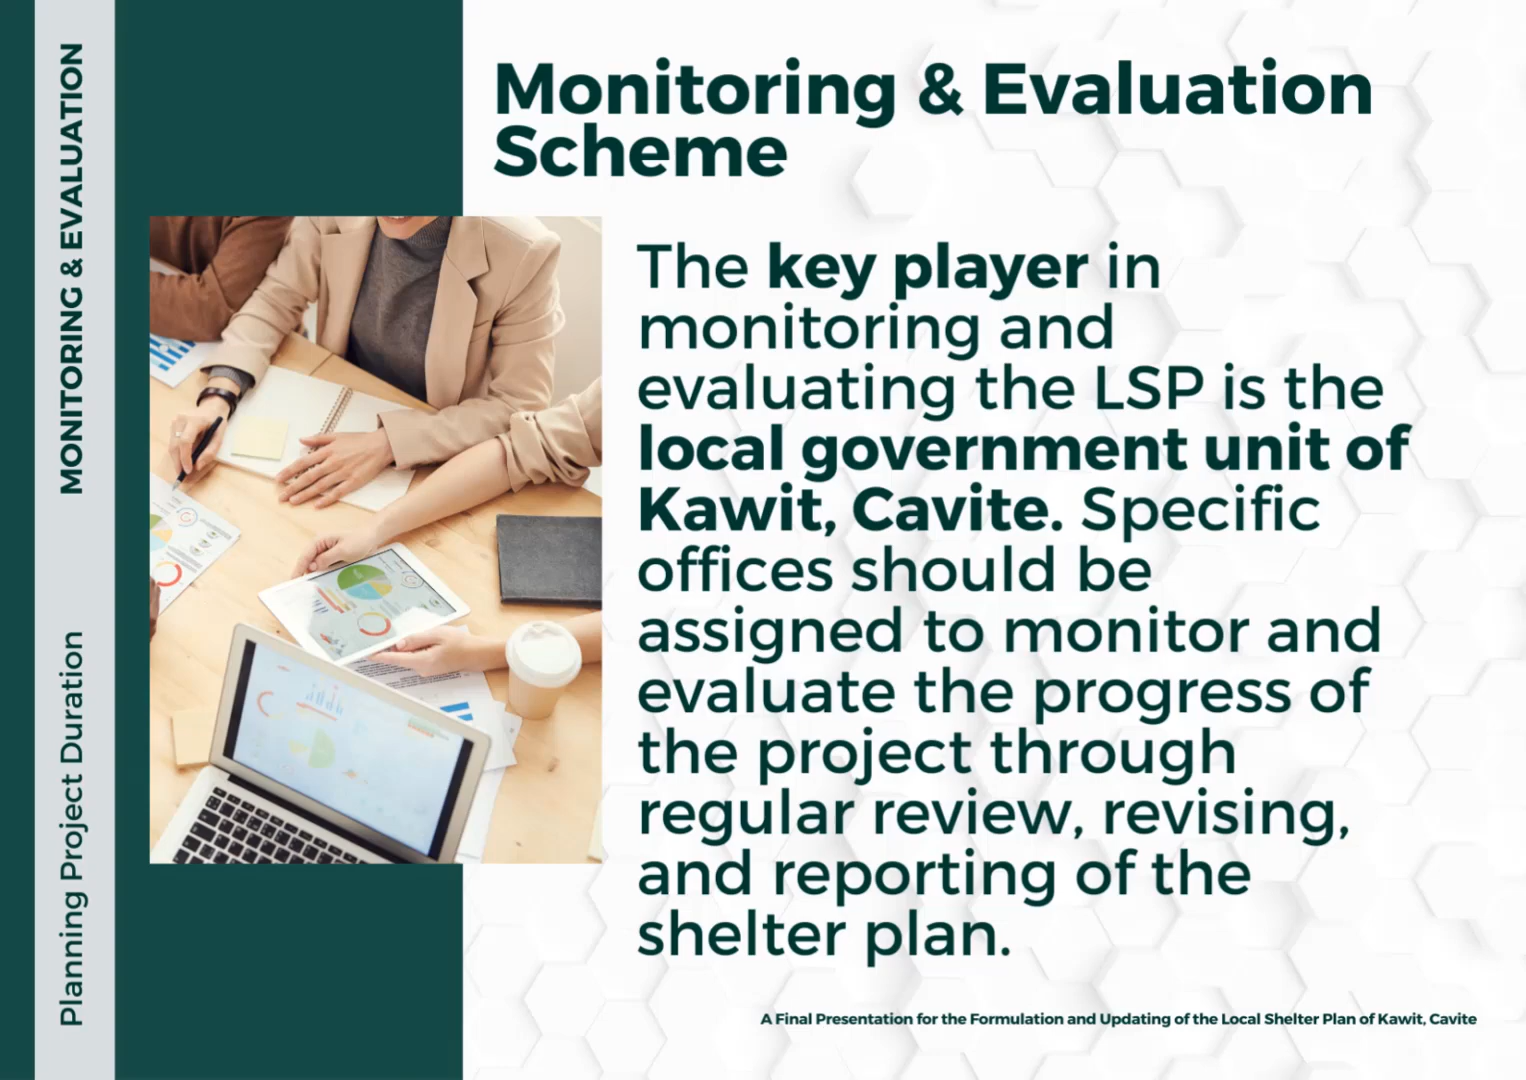 MONITORING & EVALUATION
Planning Project Duration
Monitoring & Evaluation
Scheme
The key player in
monitoring and
evaluating the LSP is the
local government unit of
Kawit, Cavite. Specific
offices should be
assigned to monitor and
evaluate the progress of
the project through
regular review, revising,
and reporting of the
shelter plan.
A Final Presentation for the Formulation and Updating of the Local Shelter Plan of Kawit, Cavite